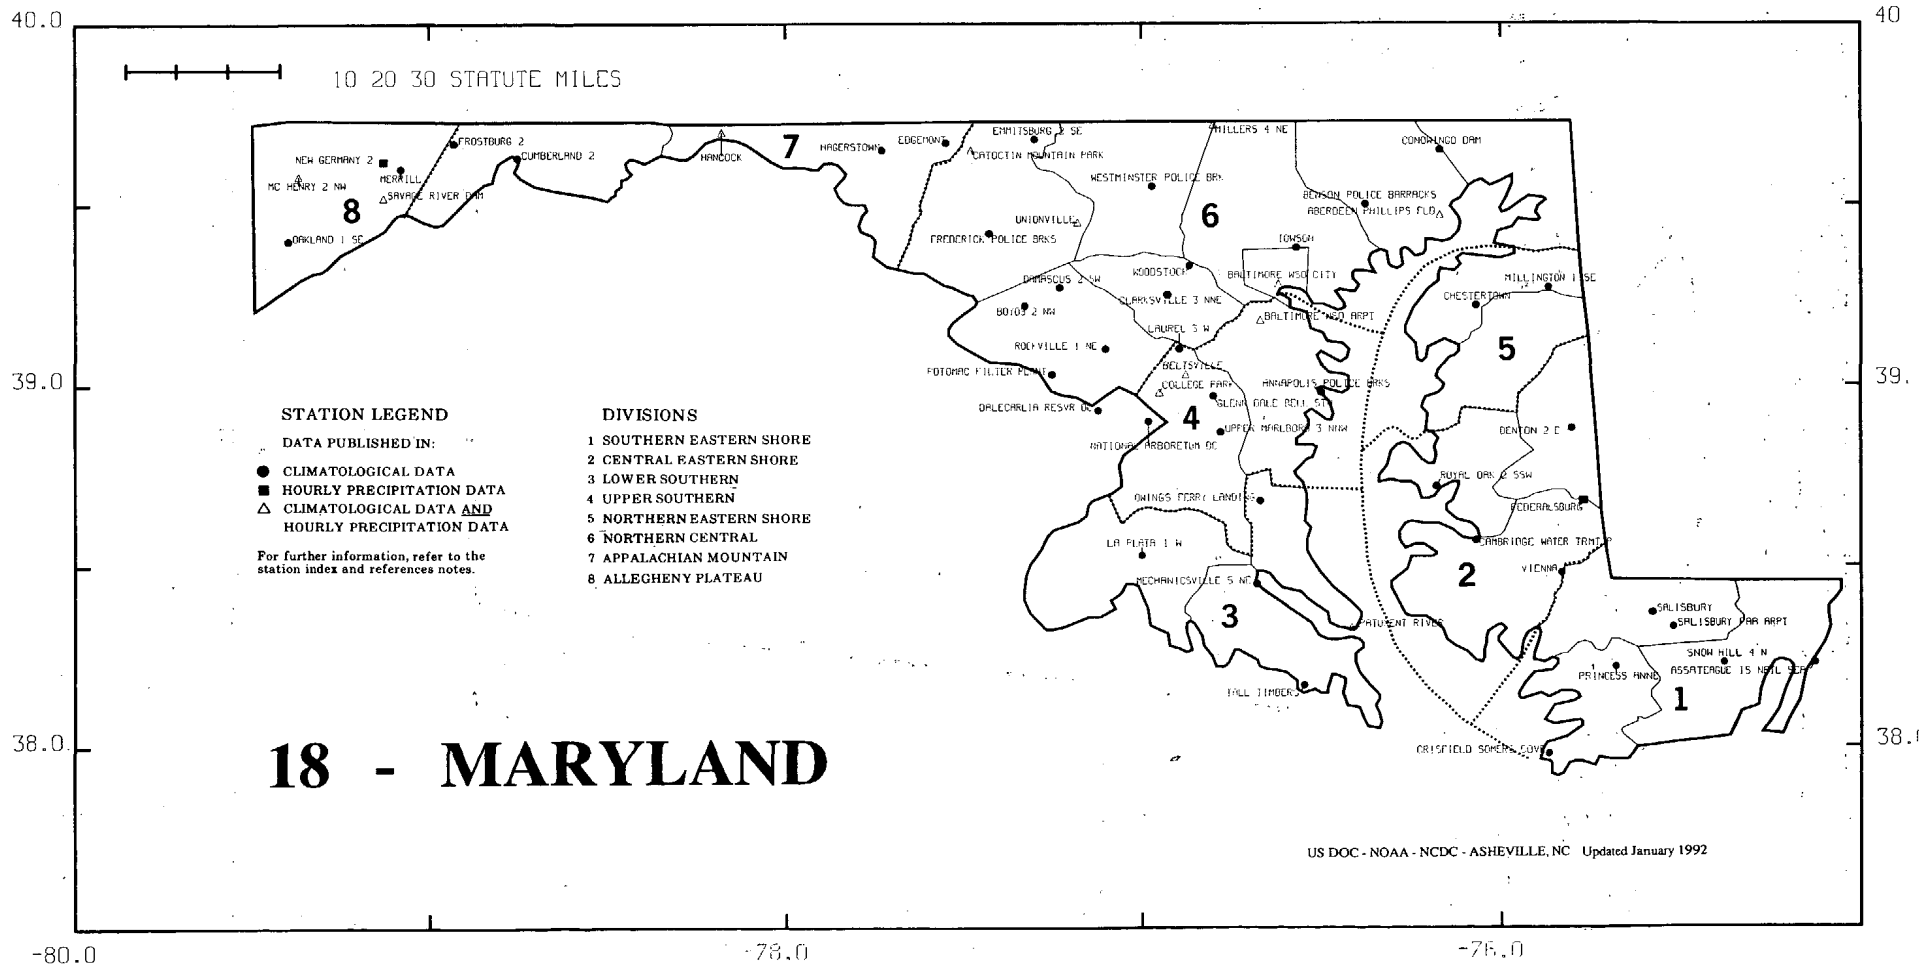 40.0
40
10 20 30 STATUTE MILES
FROSTBURG 2
NEW GERMANY 2
CUMBERLAND 2
MERRILL
MC HENRY 2 NW
SAVAGE RIVER DAM
8
OAKLAND 1 SE
7
HANCOCK
HAGERSTOWN
EDGEMONT
EMMITSBURG 2 SE
CATOCTIN MOUNTAIN PARK
MILLERS 4 NE
CONOWINGO DAM
WESTMINSTER POLICE BRK
BENSON POLICE BARRACKS
ABERDEEN PHILLIPS FLD
6
UNIONVILLE
FREDERICK POLICE BRKS
TOWSON
WOODSTOCK
BALTIMORE WSO CITY
DAMASCUS 2 SW
CLARKSVILLE 3 NNE
MILLINGTON 1 SE
CHESTERTOWN
BOYDS 2 NW
BALTIMORE WSO ARPT
LAUREL 3 W
ROCKVILLE 1 NE
5
BELTSVILLE
POTOMAC FILTER PLANT
COLLEGE PARK
ANNAPOLIS POLICE BRKS
39.0
39.
DALECARLIA RESVR DC
GLENN DALE BELL STN
4
UPPER MARLBORO 3 NNW
NATIONAL ARBORETUM DC
DENTON 2 E
ROYAL OAK 2 SSW
OWINGS FERRY LANDING
FEDERALSBURG
LA PLATA 1 W
CAMBRIDGE WATER TRMT P
VIENNA
2
MECHANICSVILLE 5 NE
3
PATUXENT RIVER
SALISBURY
SALISBURY FAA ARPT
SNOW HILL 4 N
ASSATEAGUE IS NATL SEA
PRINCESS ANNE
1
TALL TIMBERS
CRISFIELD SOMERS COVE
38.0
38.0
STATION LEGEND
DATA PUBLISHED IN:
CLIMATOLOGICAL DATA
HOURLY PRECIPITATION DATA
CLIMATOLOGICAL DATA AND
HOURLY PRECIPITATION DATA
For further information, refer to the
station index and references notes.
DIVISIONS
1 SOUTHERN EASTERN SHORE
2 CENTRAL EASTERN SHORE
3 LOWER SOUTHERN
4 UPPER SOUTHERN
5 NORTHERN EASTERN SHORE
6 NORTHERN CENTRAL
7 APPALACHIAN MOUNTAIN
8 ALLEGHENY PLATEAU
18 - MARYLAND
US DOC - NOAA - NCDC - ASHEVILLE, NC Updated January 1992
-80.0
-78.0
-76.0